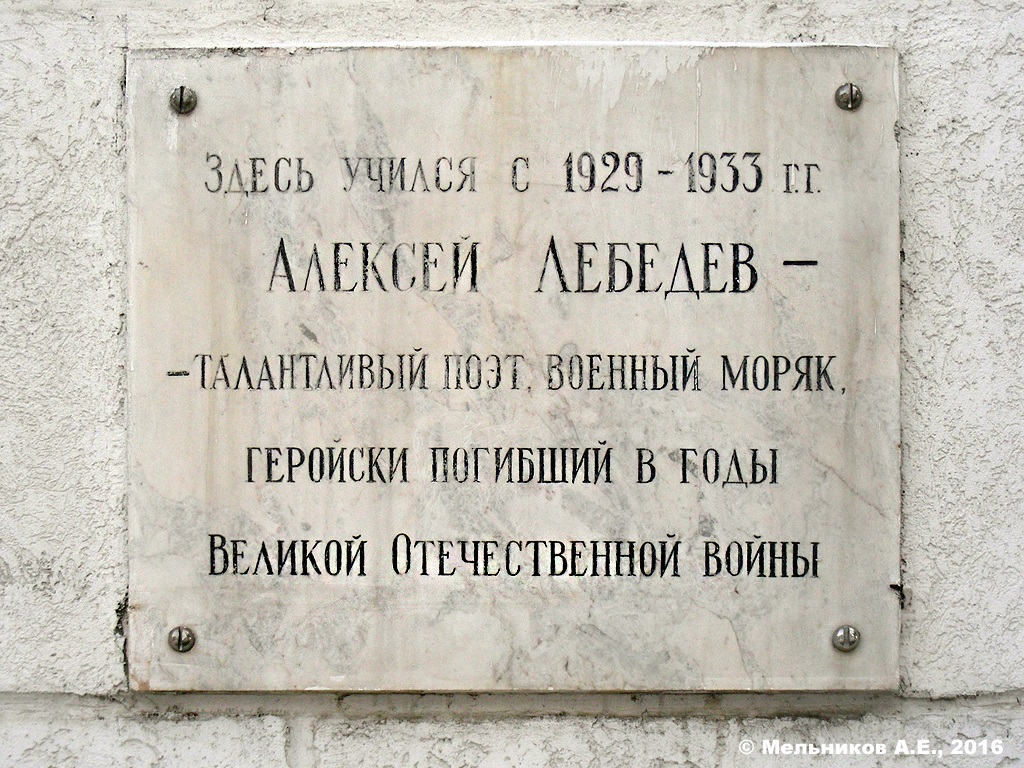 Здесь учился с 1929-1933 г.г.
Алексей Лебедев –
–талантливый поэт, военный моряк,
геройски погибший в годы
Великой Отечественной войны
© Мельников А.Е., 2016